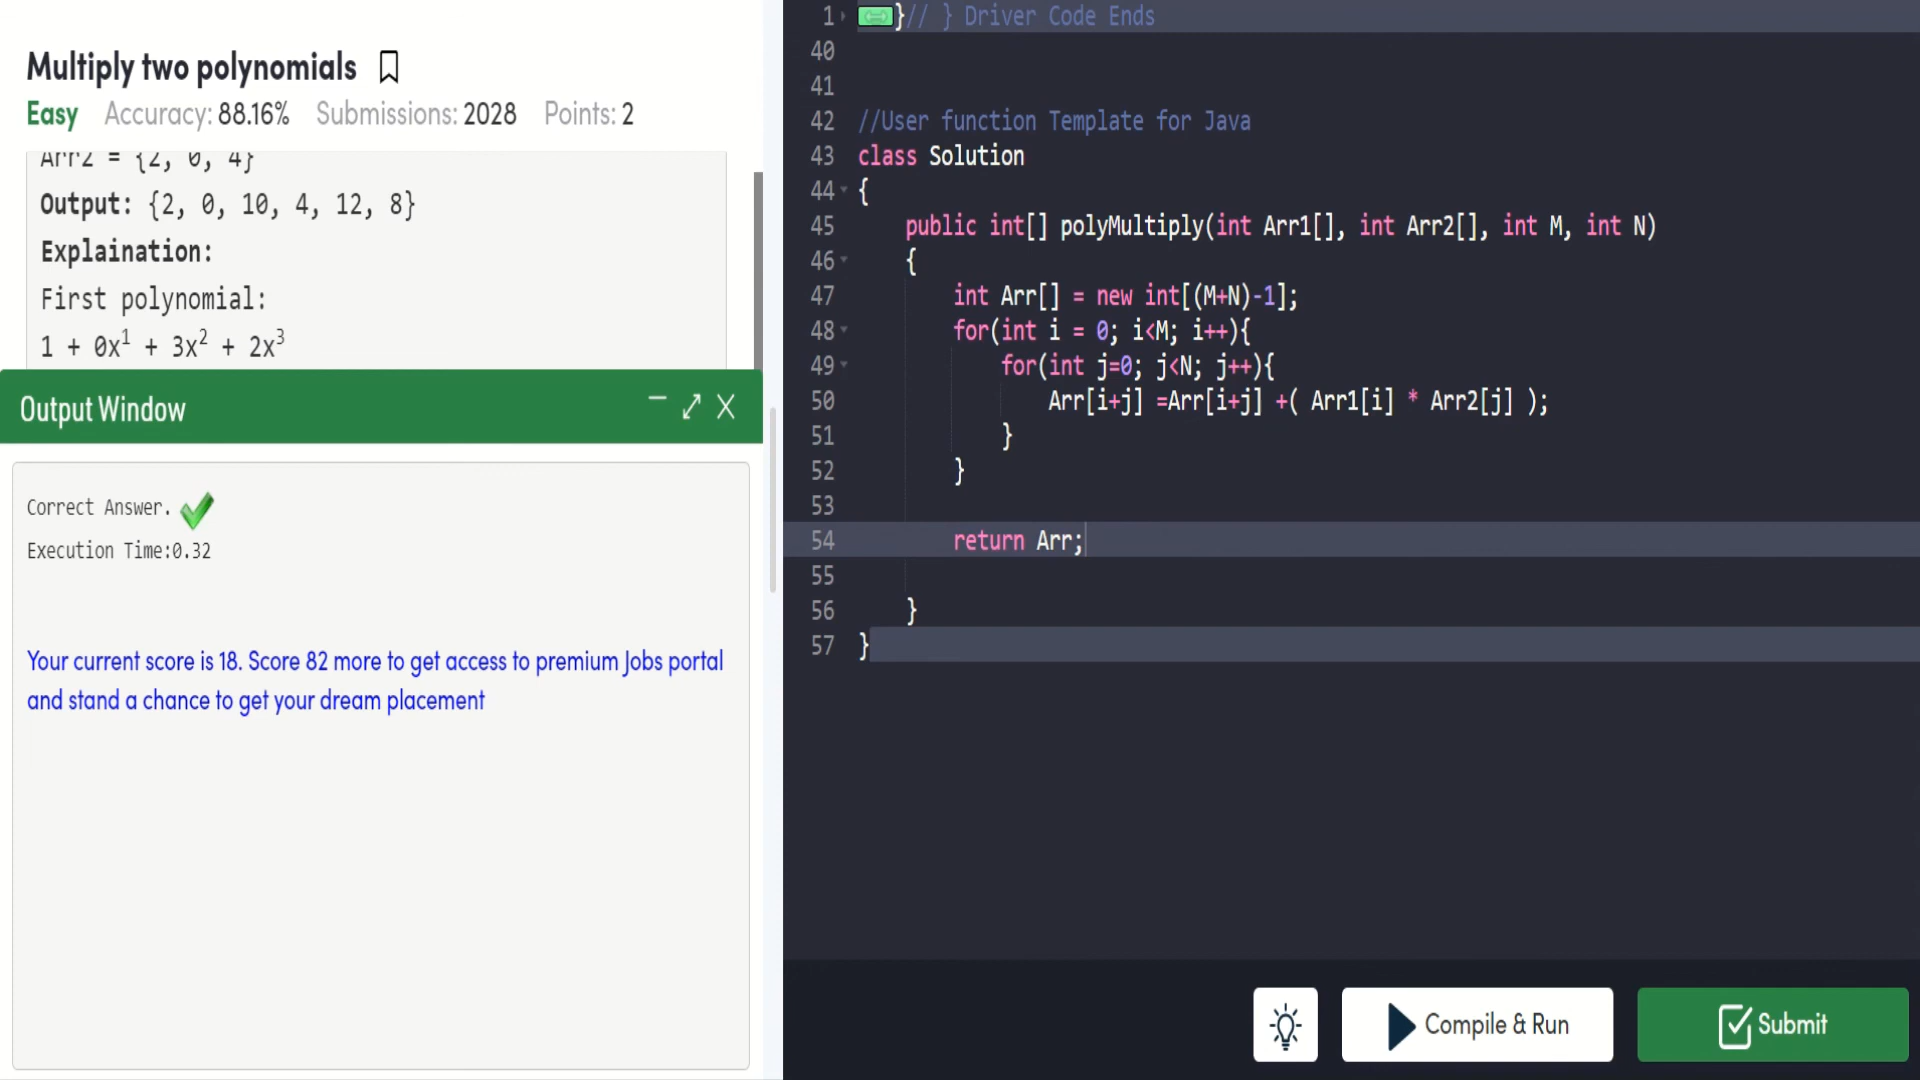 Multiply two polynomials
Easy Accuracy: 88.16% Submissions: 2028 Points: 2
Arr2 = {2, 0, 4}
Output: {2, 0, 10, 4, 12, 8}
Explaination:
First polynomial:
1 + 0x¹ + 3x² + 2x³
Output Window
Correct Answer.
Execution Time:0.32
Your current score is 18. Score 82 more to get access to premium Jobs portal
and stand a chance to get your dream placement
1 }// } Driver Code Ends
40
41
42 //User function Template for Java
43 class Solution
44 {
45 public int[] polyMultiply(int Arr1[], int Arr2[], int M, int N)
46 {
47 int Arr[] = new int[(M+N)-1];
48 for(int i = 0; i<M; i++){
49 for(int j=0; j<N; j++){
50 Arr[i+j] =Arr[i+j] +( Arr1[i] * Arr2[j] );
51 }
52 }
53
54 return Arr;
55
56 }
57 }
Compile & Run
Submit